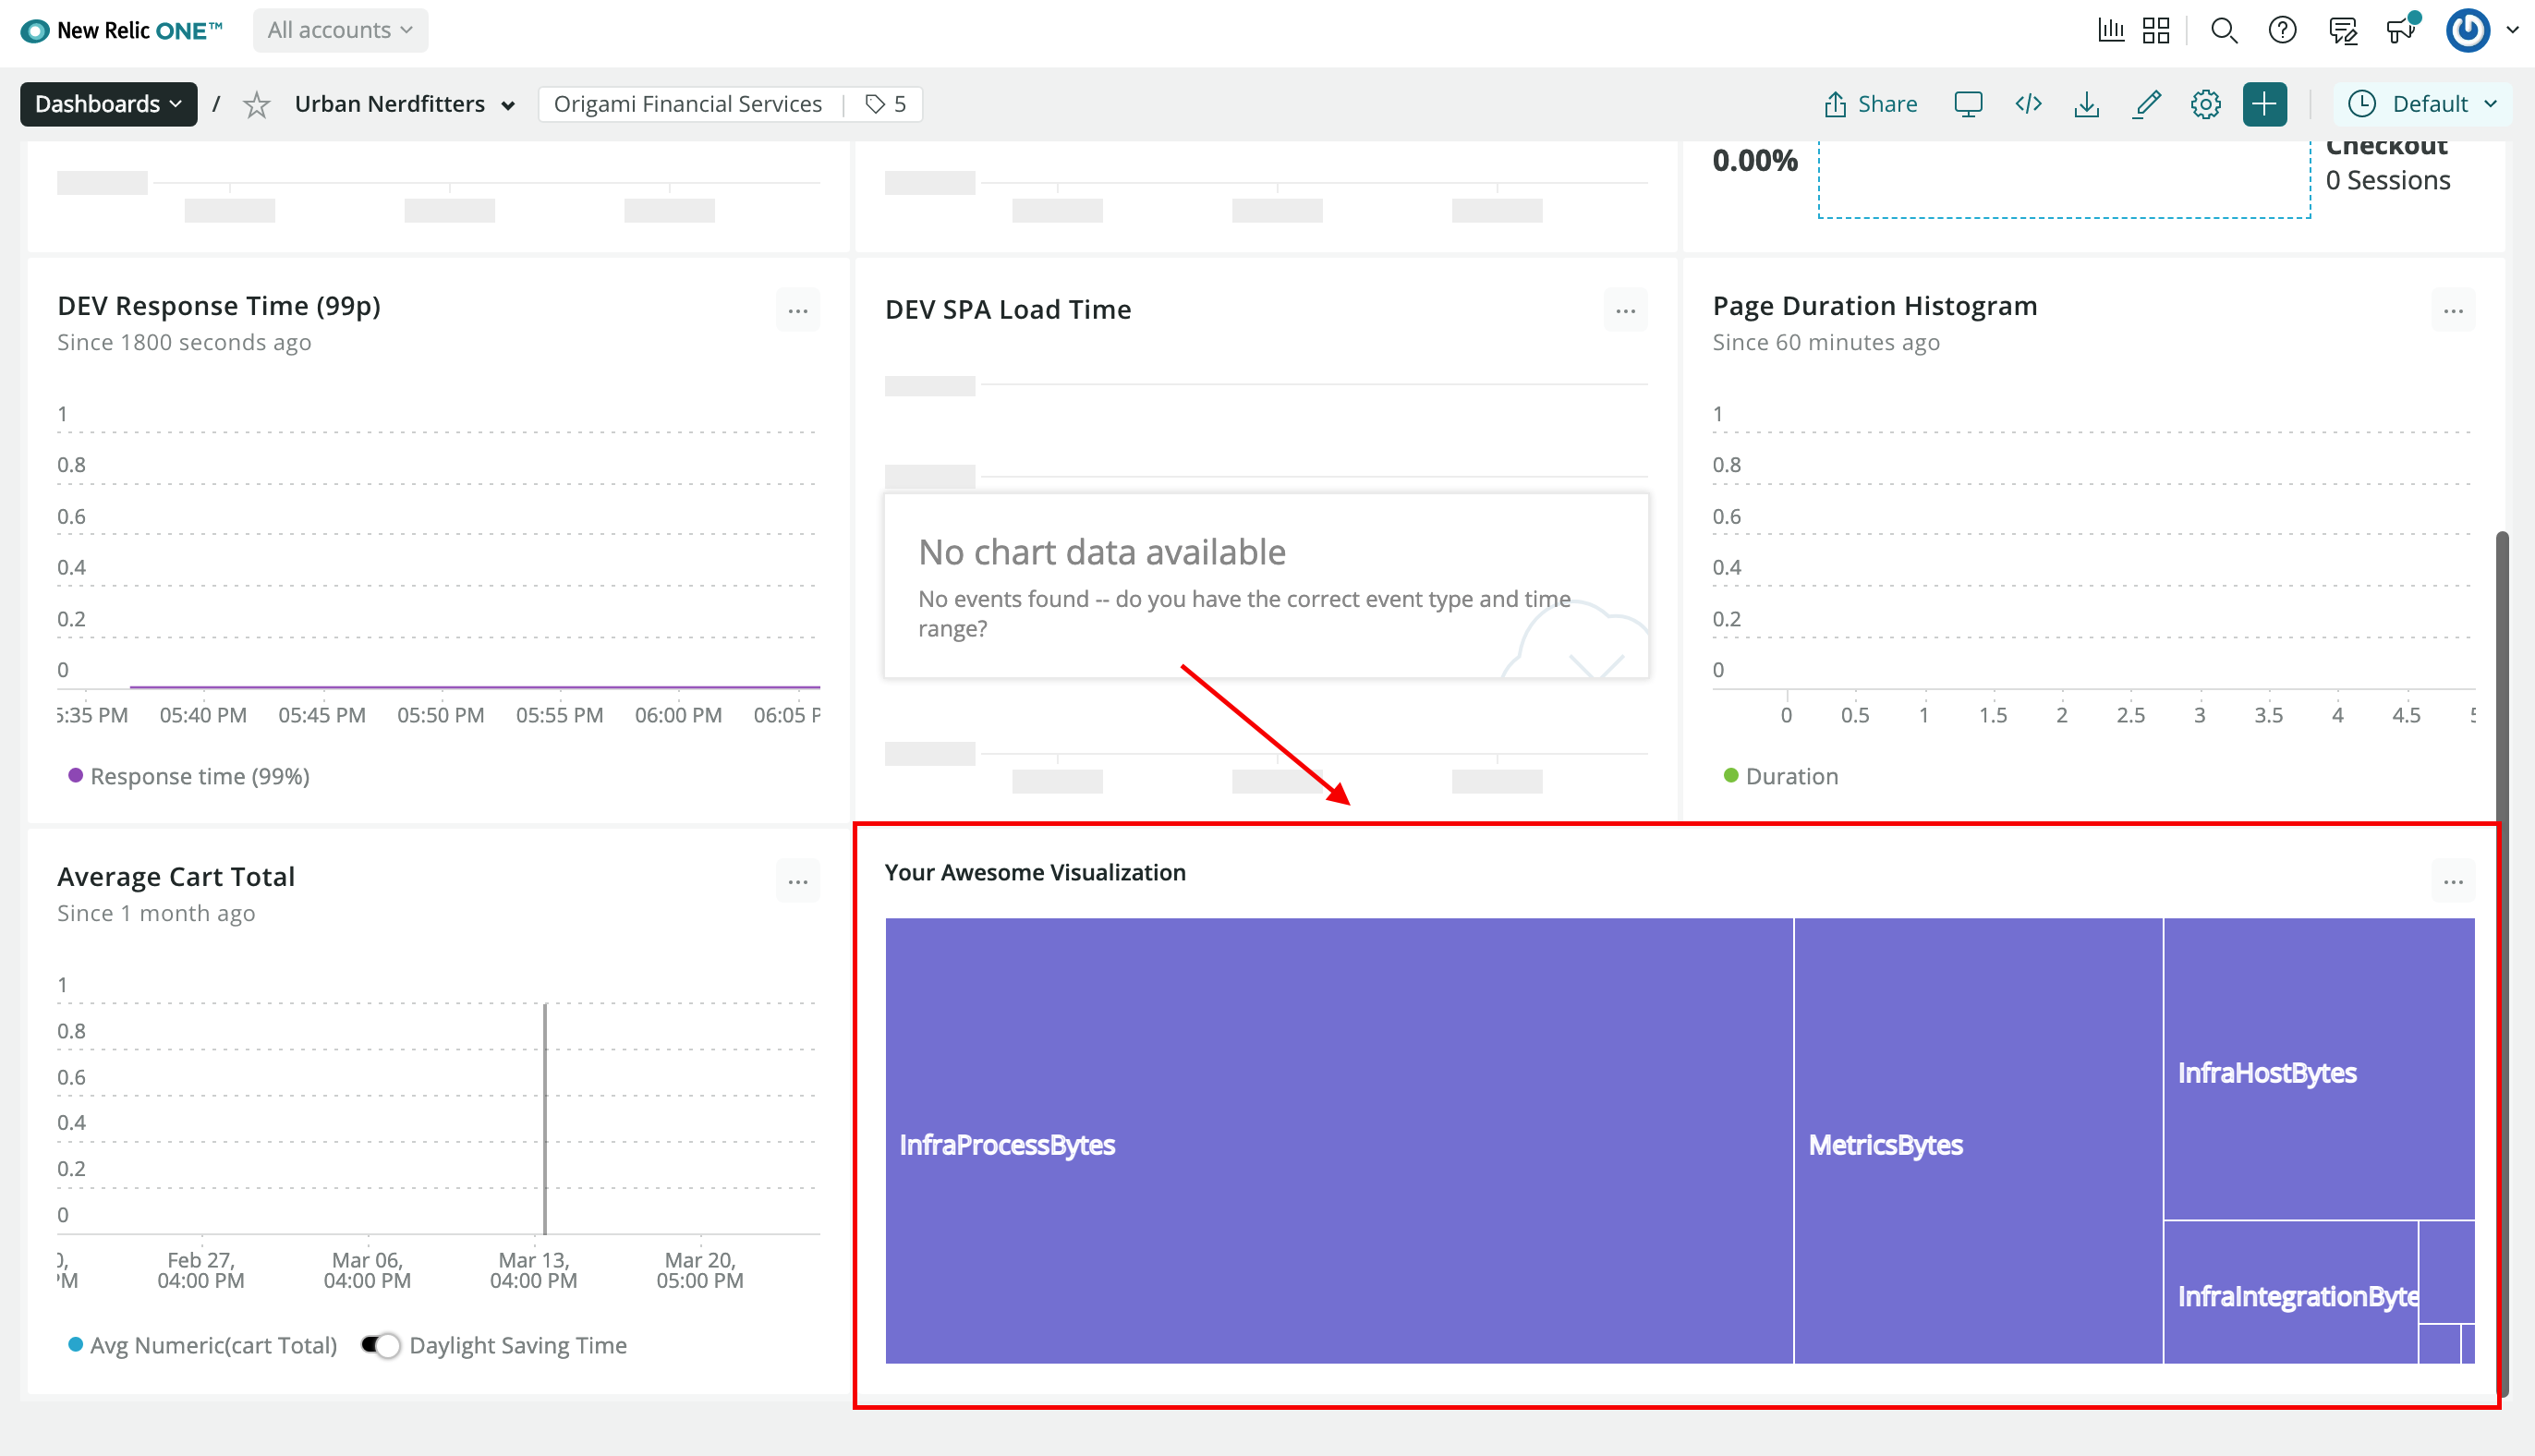 New Relic ONE™ All accounts
Dashboards / Urban Nerdfitters Origami Financial Services 5 Share Default
0.00%
Checkout
0 Sessions
DEV Response Time (99p)
Since 1800 seconds ago
1
0.8
0.6
0.4
0.2
0
5:35 PM 05:40 PM 05:45 PM 05:50 PM 05:55 PM 06:00 PM 06:05 P
Response time (99%)
DEV SPA Load Time
No chart data available
No events found -- do you have the correct event type and time
range?
Page Duration Histogram
Since 60 minutes ago
1
0.8
0.6
0.4
0.2
0
0 0.5 1 1.5 2 2.5 3 3.5 4 4.5 5
Duration
Average Cart Total
Since 1 month ago
1
0.8
0.6
0.4
0.2
0
0, Feb 27, Mar 06, Mar 13, Mar 20,
PM 04:00 PM 04:00 PM 04:00 PM 05:00 PM
Avg Numeric(cart Total) Daylight Saving Time
Your Awesome Visualization
InfraProcessBytes
MetricsBytes
InfraHostBytes
InfraIntegrationByte